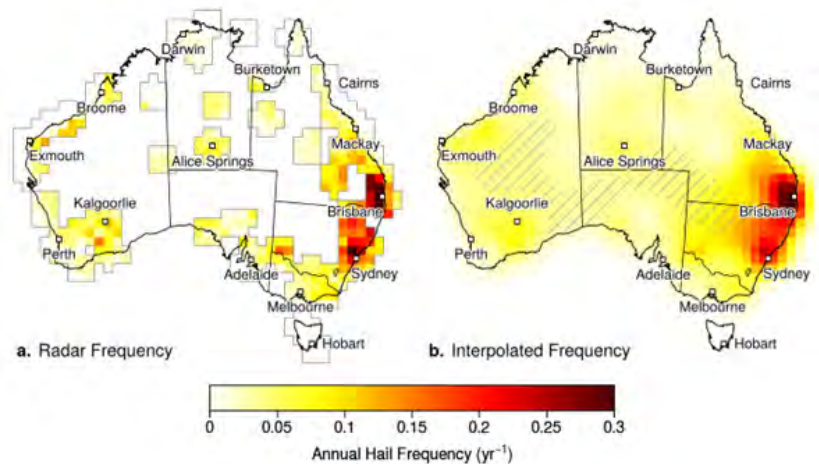 Darwin
Burketown
Cairns
Broome
Mackay
Exmouth
Alice Springs
Kalgoorlie
Brisbane
Perth
Adelaide
Sydney
Melbourne
Hobart
a. Radar Frequency
Darwin
Burketown
Cairns
Broome
Mackay
Exmouth
Alice Springs
Kalgoorlie
Brisbane
Perth
Adelaide
Sydney
Melbourne
Hobart
b. Interpolated Frequency
0 0.05 0.1 0.15 0.2 0.25 0.3
Annual Hail Frequency (yr⁻¹)